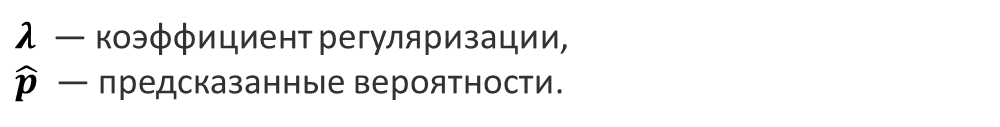 λ — коэффициент регуляризации,
p̂ — предсказанные вероятности.